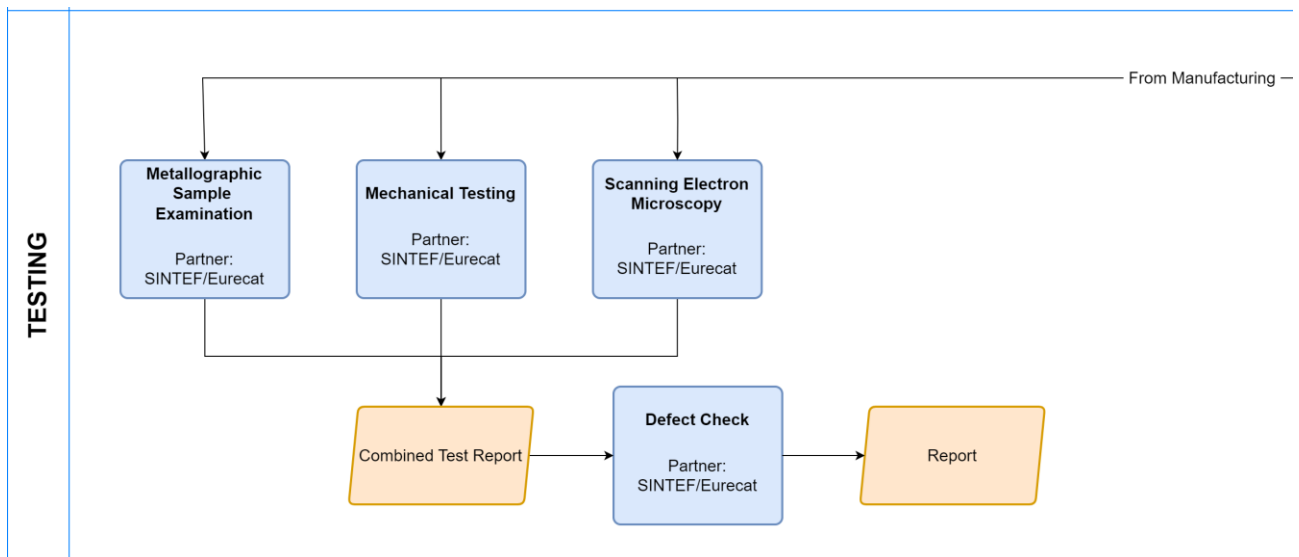 From Manufacturing
Metallographic
Sample
Examination
Partner:
SINTEF/Eurecat
Mechanical Testing
Partner:
SINTEF/Eurecat
Scanning Electron
Microscopy
Partner:
SINTEF/Eurecat
TESTING
Combined Test Report
Defect Check
Partner:
SINTEF/Eurecat
Report